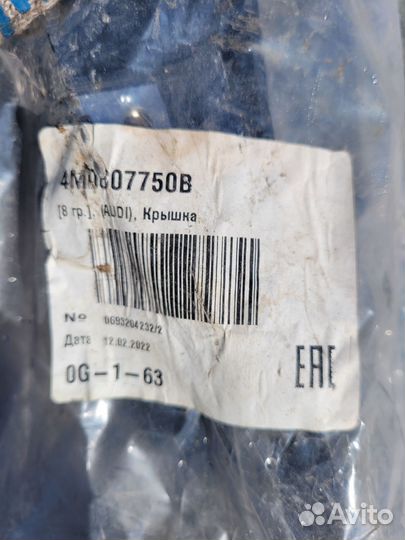 4M0807750B
[8 гр.], (AUDI), Крышка
№ 0693204232/2
Дата 12.02.2022
0G-1-63
EAC
Avito